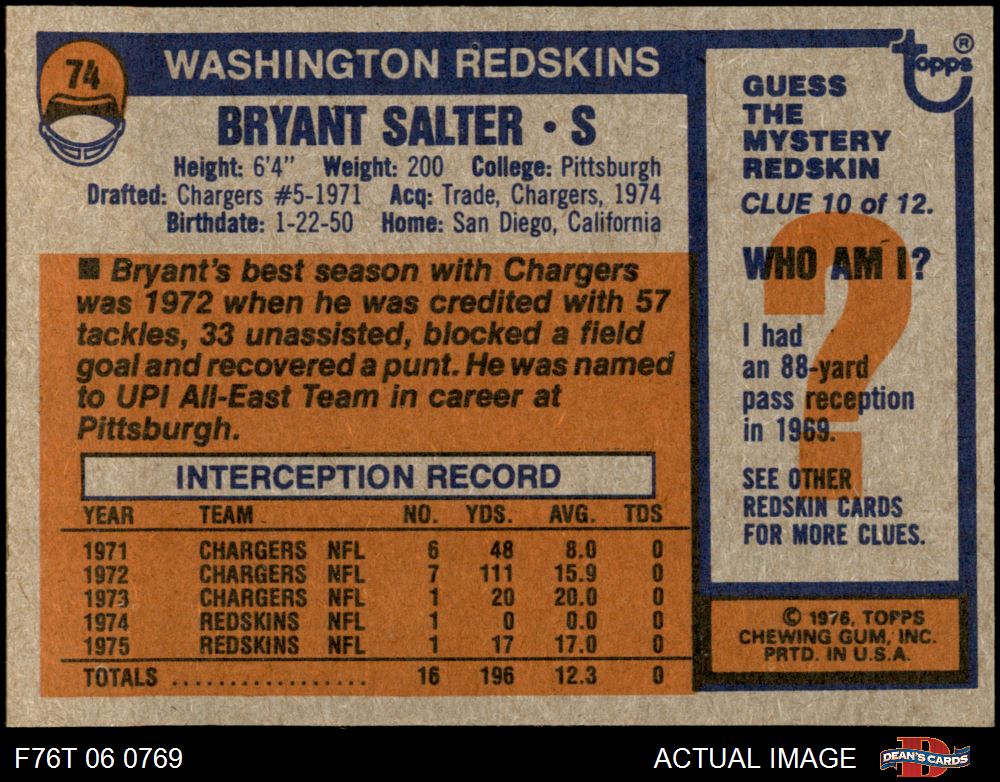 74
WASHINGTON REDSKINS
BRYANT SALTER • S
Height: 6'4" Weight: 200 College: Pittsburgh
Drafted: Chargers #5-1971 Acq: Trade, Chargers, 1974
Birthdate: 1-22-50 Home: San Diego, California
■ Bryant's best season with Chargers
was 1972 when he was credited with 57
tackles, 33 unassisted, blocked a field
goal and recovered a punt. He was named
to UPI All-East Team in career at
Pittsburgh.
INTERCEPTION RECORD
YEAR TEAM NO. YDS. AVG. TDS
1971 CHARGERS NFL 6 48 8.0 0
1972 CHARGERS NFL 7 111 15.9 0
1973 CHARGERS NFL 1 20 20.0 0
1974 REDSKINS NFL 1 0 0.0 0
1975 REDSKINS NFL 1 17 17.0 0
TOTALS .................. 16 196 12.3 0
topps ®
GUESS
THE
MYSTERY
REDSKIN
CLUE 10 of 12.
WHO AM I?
?
I had
an 88-yard
pass reception
in 1969.
SEE OTHER
REDSKIN CARDS
FOR MORE CLUES.
© 1976, TOPPS
CHEWING GUM, INC.
PRTD. IN U.S.A.
F76T 06 0769
ACTUAL IMAGE
DEAN'S CARDS